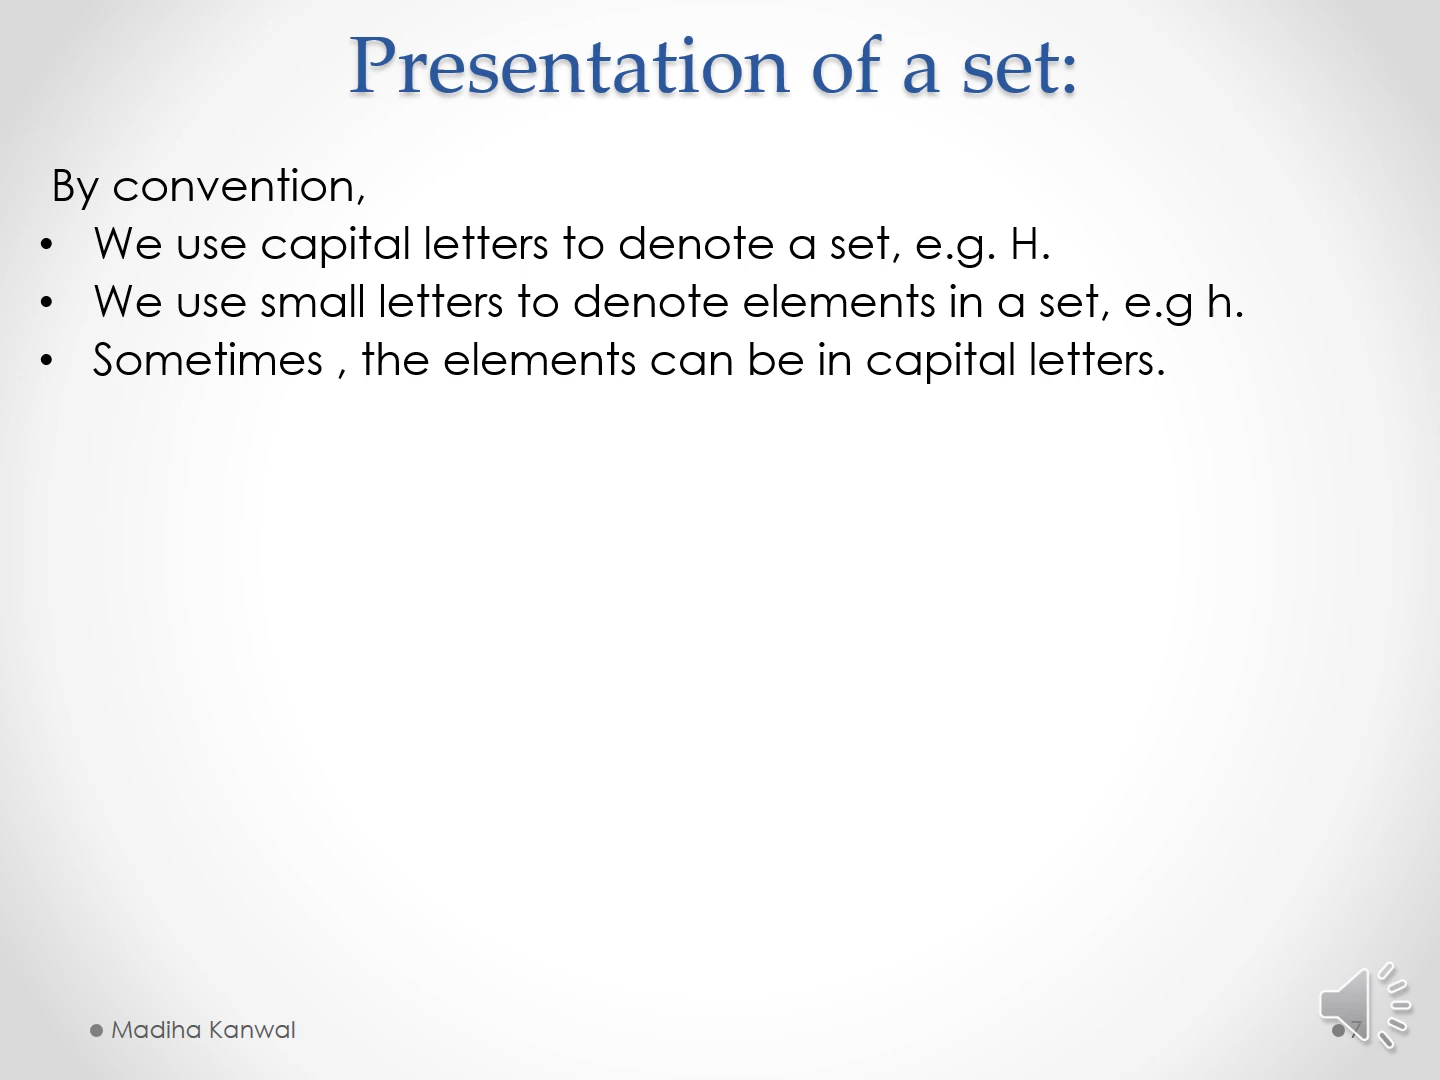 Presentation of a set:
By convention,
• We use capital letters to denote a set, e.g. H.
• We use small letters to denote elements in a set, e.g h.
• Sometimes , the elements can be in capital letters.
Madiha Kanwal
7